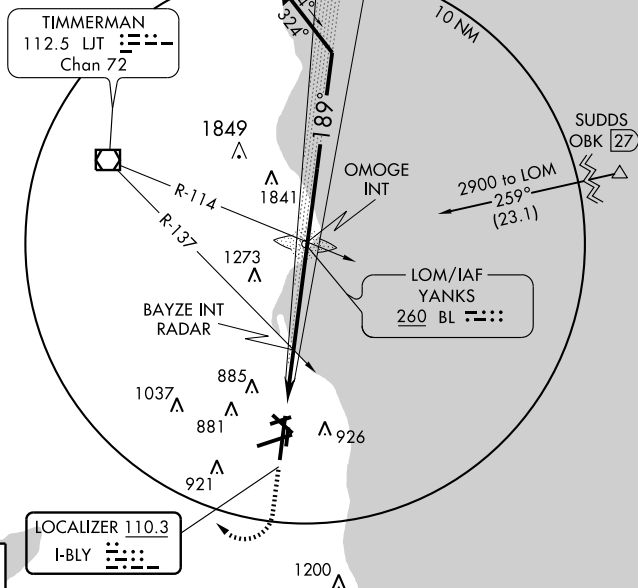 TIMMERMAN
112.5 LJT
Chan 72
324°
10 NM
189°
1849
1841
R-114
R-137
OMOGE
INT
SUDDS
OBK 27
2900 to LOM
259°
(23.1)
1273
LOM/IAF
YANKS
260 BL
BAYZE INT
RADAR
885
1037
881
926
921
LOCALIZER 110.3
I-BLY
1200